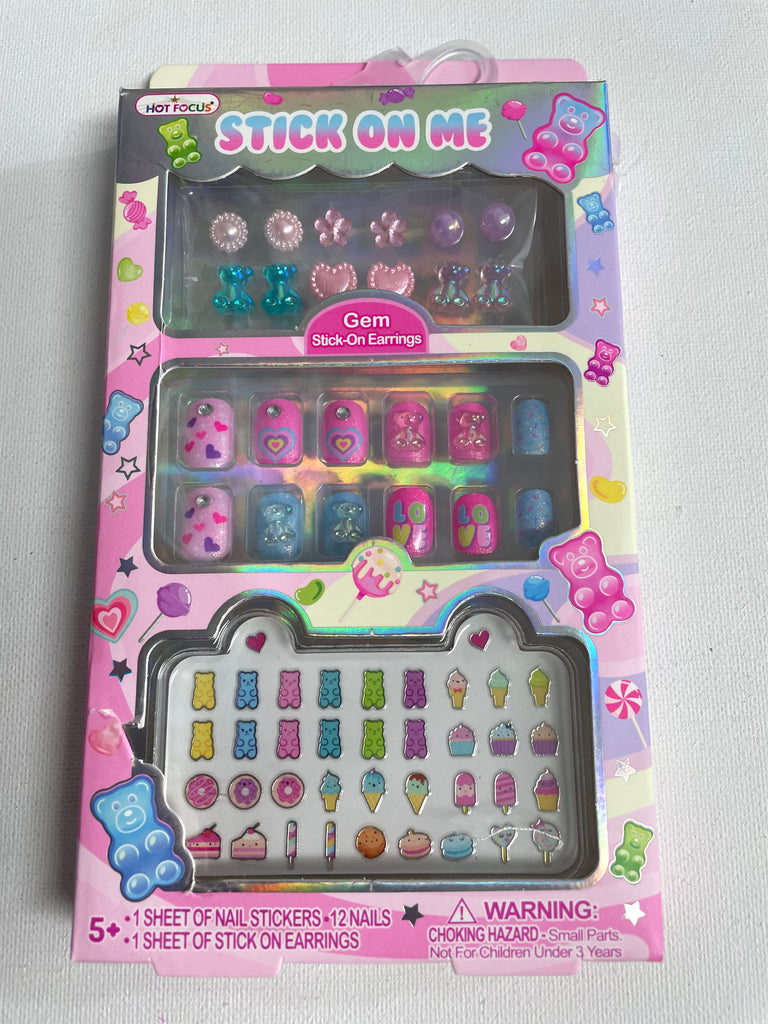 HOT FOCUS®
STICK ON ME
Gem
Stick-On Earrings
LO
VE
LO
VE
5+
•1 SHEET OF NAIL STICKERS •12 NAILS
•1 SHEET OF STICK ON EARRINGS
WARNING:
CHOKING HAZARD - Small Parts.
Not For Children Under 3 Years